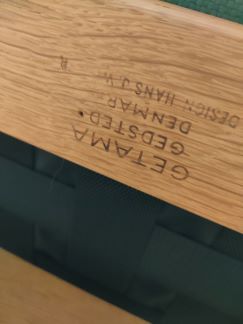 GETAMA
GEDSTED.
DENMARK
DESIGN HANS J. W